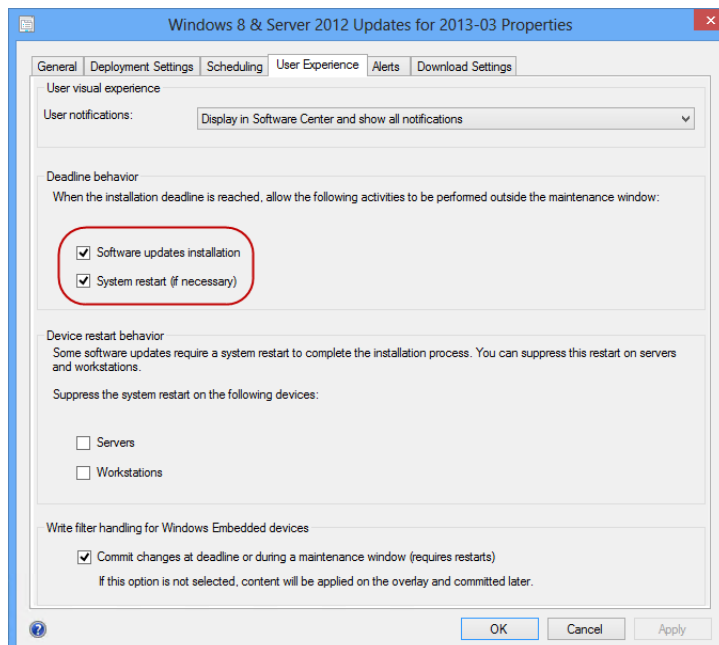 Windows 8 & Server 2012 Updates for 2013-03 Properties
General Deployment Settings Scheduling User Experience Alerts Download Settings
User visual experience
User notifications: Display in Software Center and show all notifications
Deadline behavior
When the installation deadline is reached, allow the following activities to be performed outside the maintenance window:
Software updates installation
System restart (if necessary)
Device restart behavior
Some software updates require a system restart to complete the installation process. You can suppress this restart on servers
and workstations.
Suppress the system restart on the following devices:
Servers
Workstations
Write filter handling for Windows Embedded devices
Commit changes at deadline or during a maintenance window (requires restarts)
If this option is not selected, content will be applied on the overlay and committed later.
OK Cancel Apply